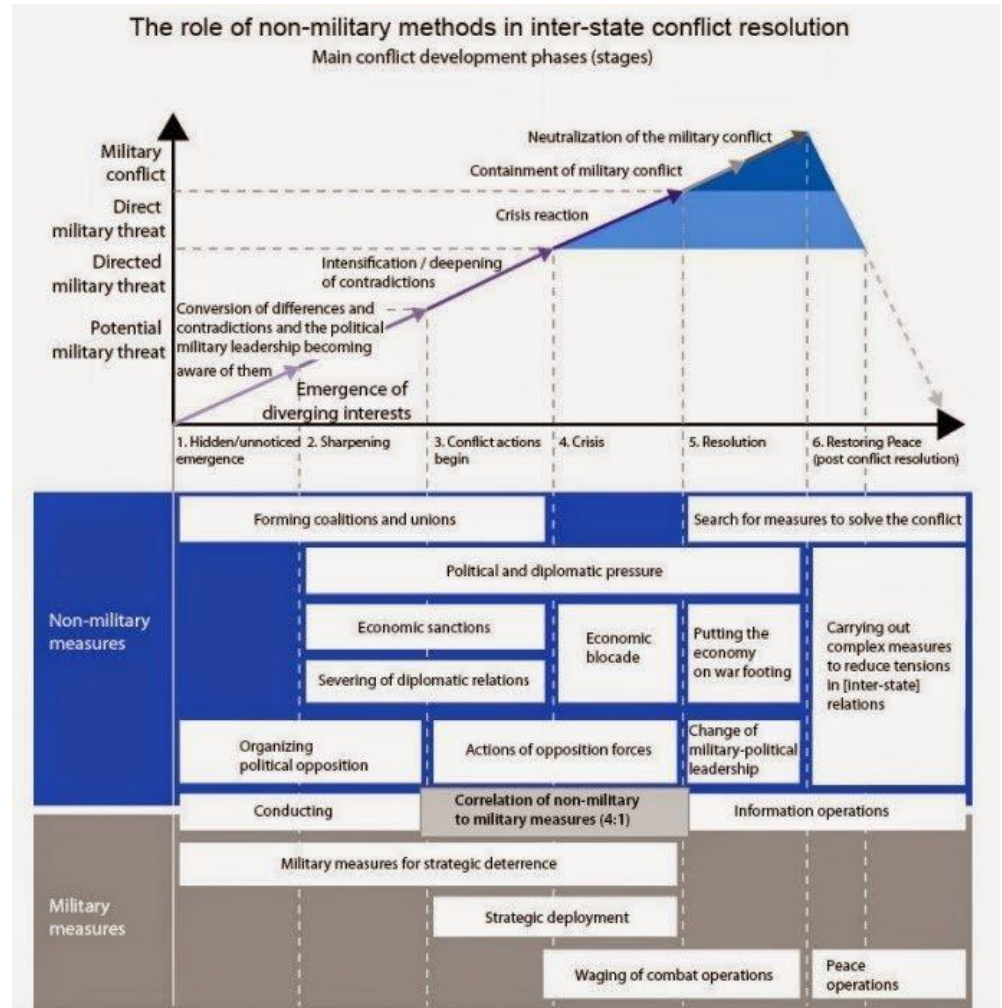 The role of non-military methods in inter-state conflict resolution
Main conflict development phases (stages)
Neutralization of the military conflict
Military
conflict
Containment of military conflict
Direct
military threat
Crisis reaction
Directed
military threat
Intensification / deepening
of contradictions
Potential
military threat
Conversion of differences and
contradictions and the political
military leadership becoming
aware of them
Emergence of
diverging interests
1. Hidden/unnoticed
emergence
2. Sharpening
3. Conflict actions
begin
4. Crisis
5. Resolution
6. Restoring Peace
(post conflict resolution)
Non-military
measures
Forming coalitions and unions
Search for measures to solve the conflict
Political and diplomatic pressure
Economic sanctions
Severing of diplomatic relations
Economic
blocade
Putting the
economy
on war footing
Carrying out
complex measures
to reduce tensions
in [inter-state]
relations
Organizing
political opposition
Actions of opposition forces
Change of
military-political
leadership
Conducting
Correlation of non-military
to military measures (4:1)
Information operations
Military
measures
Military measures for strategic deterrence
Strategic deployment
Waging of combat operations
Peace
operations